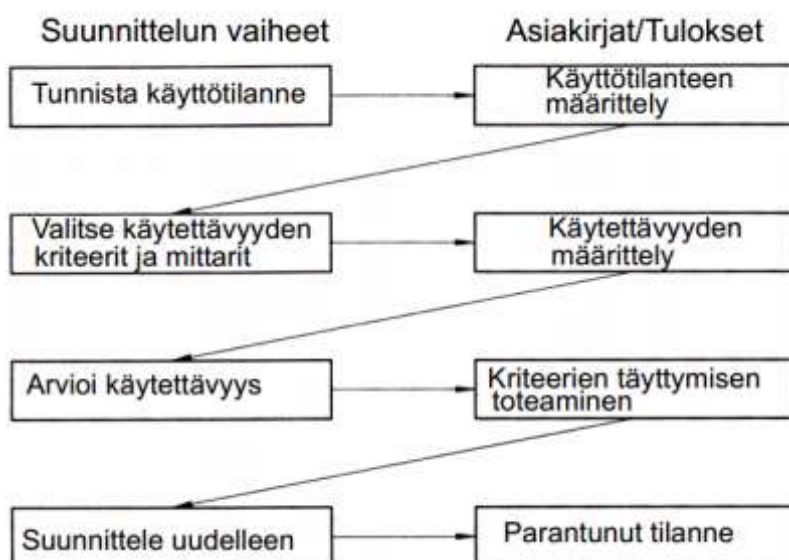 Suunnittelun vaiheet
Asiakirjat/Tulokset
Tunnista käyttötilanne
Käyttötilanteen
määrittely
Valitse käytettävyyden
kriteerit ja mittarit
Käytettävyyden
määrittely
Arvioi käytettävyys
Kriteerien täyttymisen
toteaminen
Suunnittele uudelleen
Parantunut tilanne